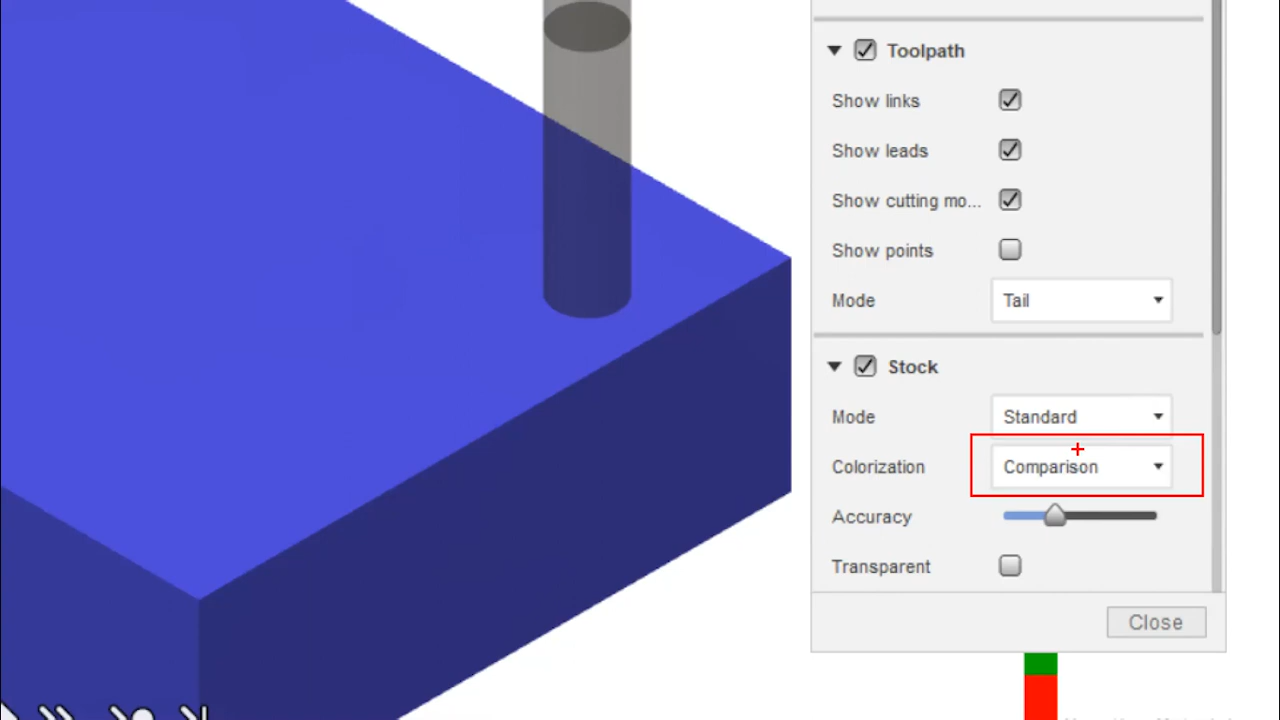 Toolpath
Show links
Show leads
Show cutting mo...
Show points
Mode Tail
Stock
Mode Standard
Colorization Comparison
Accuracy
Transparent
Close